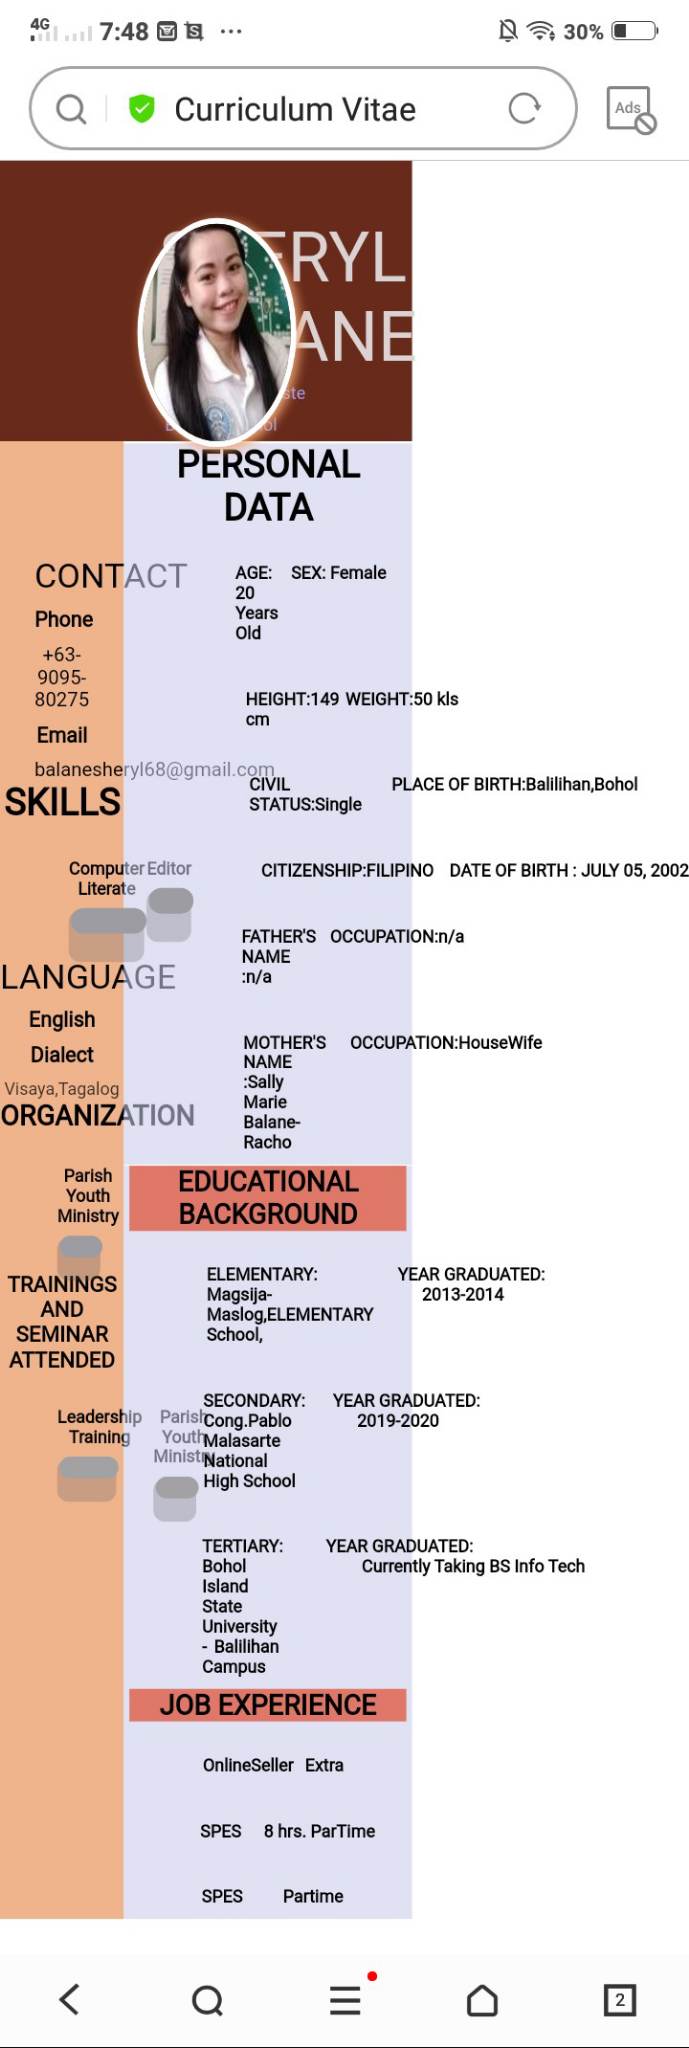 4G 7:48 30%
Curriculum Vitae
Ads
ERYL
ANE
ste
ol
PERSONAL
DATA
CONTACT
Phone
+63-
9095-
80275
Email
balanesheryl68@gmail.com
SKILLS
Computer Editor
Literate
LANGUAGE
English
Dialect
Visaya,Tagalog
ORGANIZATION
Parish
Youth
Ministry
TRAININGS
AND
SEMINAR
ATTENDED
Leadership Parish
Training Youth
Ministry
AGE: SEX: Female
20
Years
Old
HEIGHT:149 WEIGHT:50 kls
cm
CIVIL PLACE OF BIRTH:Balilihan,Bohol
STATUS:Single
CITIZENSHIP:FILIPINO DATE OF BIRTH : JULY 05, 2002
FATHER'S OCCUPATION:n/a
NAME
:n/a
MOTHER'S OCCUPATION:HouseWife
NAME
:Sally
Marie
Balane-
Racho
EDUCATIONAL
BACKGROUND
ELEMENTARY: YEAR GRADUATED:
Magsija- 2013-2014
Maslog,ELEMENTARY
School,
SECONDARY: YEAR GRADUATED:
Cong.Pablo 2019-2020
Malasarte
National
High School
TERTIARY: YEAR GRADUATED:
Bohol Currently Taking BS Info Tech
Island
State
University
- Balilihan
Campus
JOB EXPERIENCE
OnlineSeller Extra
SPES 8 hrs. ParTime
SPES Partime
2